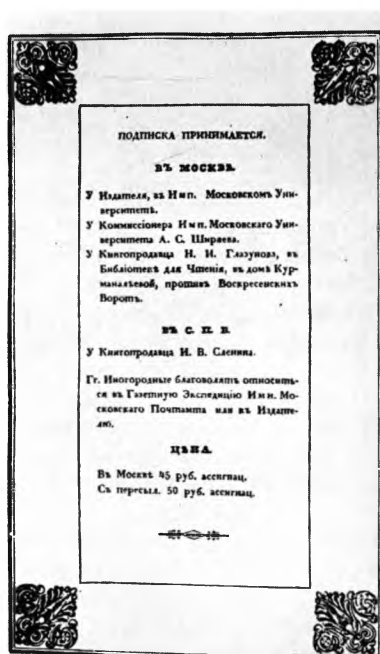 ПОДПИСКА ПРИНИМАЕТСЯ.
ВЪ МОСКВѢ.
У Издателя, въ Имп. Московскомъ Уни-
верситетѣ.
У Коммиссіонера Имп. Московскаго Уни-
верситета А. С. Ширяева.
У Книгопродавца Н. Н. Глазунова, въ
Библіотекѣ для Чтенія, въ домѣ Кур-
маналѣевой, противъ Воскресенскихъ
Воротъ.
ВЪ С. П. Б.
У Книгопродавца И. В. Сленина.
Гг. Иногородные благоволятъ относить-
ся въ Газетную Экспедицію Имп. Мо-
сковскаго Почтамта или къ Издате-
лю.
ЦѢНА.
Въ Москвѣ 45 руб. ассигнац.
Съ пересыл. 50 руб. ассигнац.